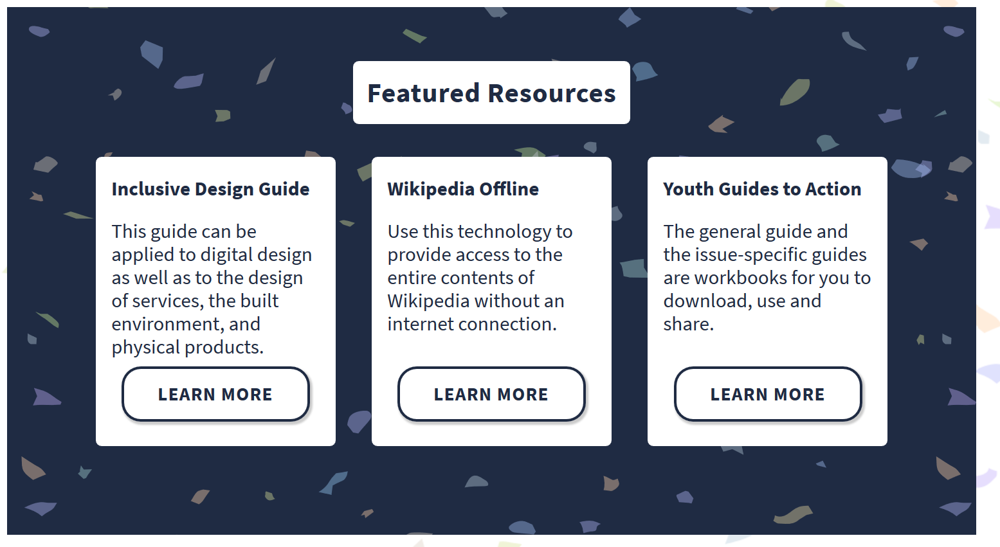 Featured Resources
Inclusive Design Guide
This guide can be
applied to digital design
as well as to the design
of services, the built
environment, and
physical products.
LEARN MORE
Wikipedia Offline
Use this technology to
provide access to the
entire contents of
Wikipedia without an
internet connection.
LEARN MORE
Youth Guides to Action
The general guide and
the issue-specific guides
are workbooks for you to
download, use and
share.
LEARN MORE